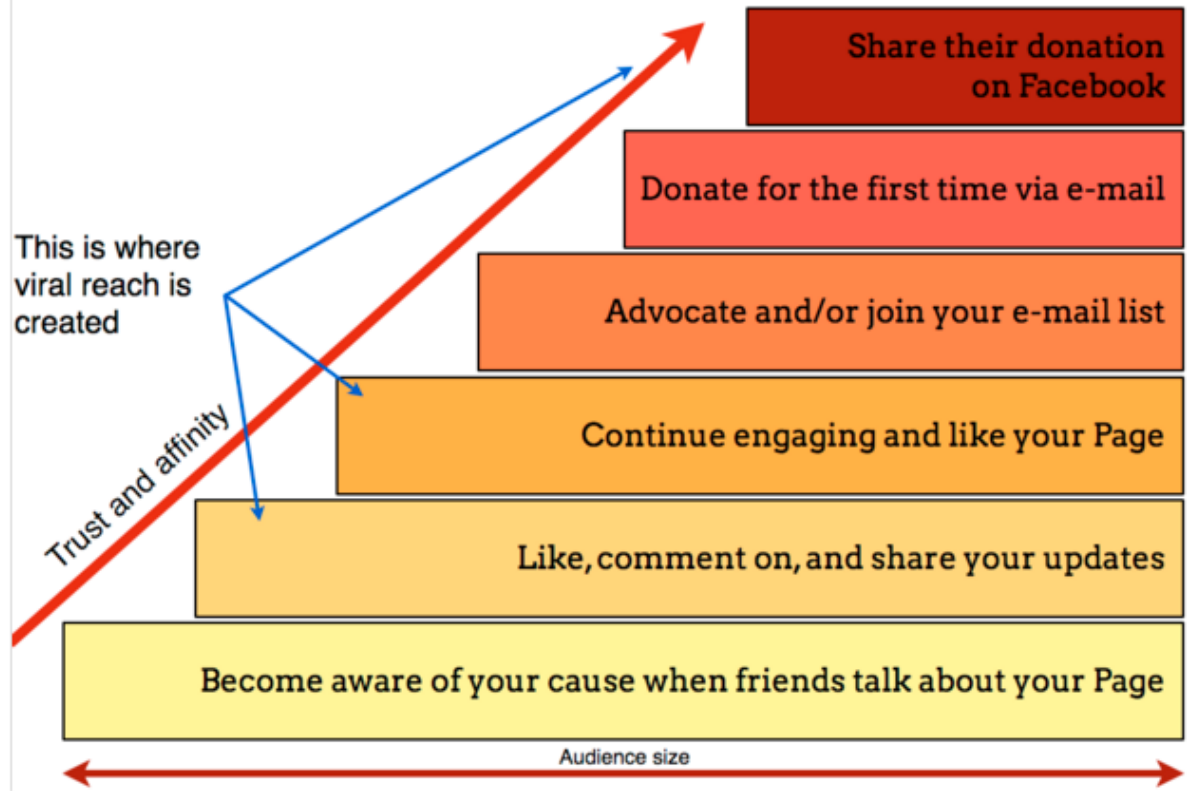 Share their donation
on Facebook
Donate for the first time via e-mail
This is where
viral reach is
created
Advocate and/or join your e-mail list
Trust and affinity
Continue engaging and like your Page
Like, comment on, and share your updates
Become aware of your cause when friends talk about your Page
Audience size